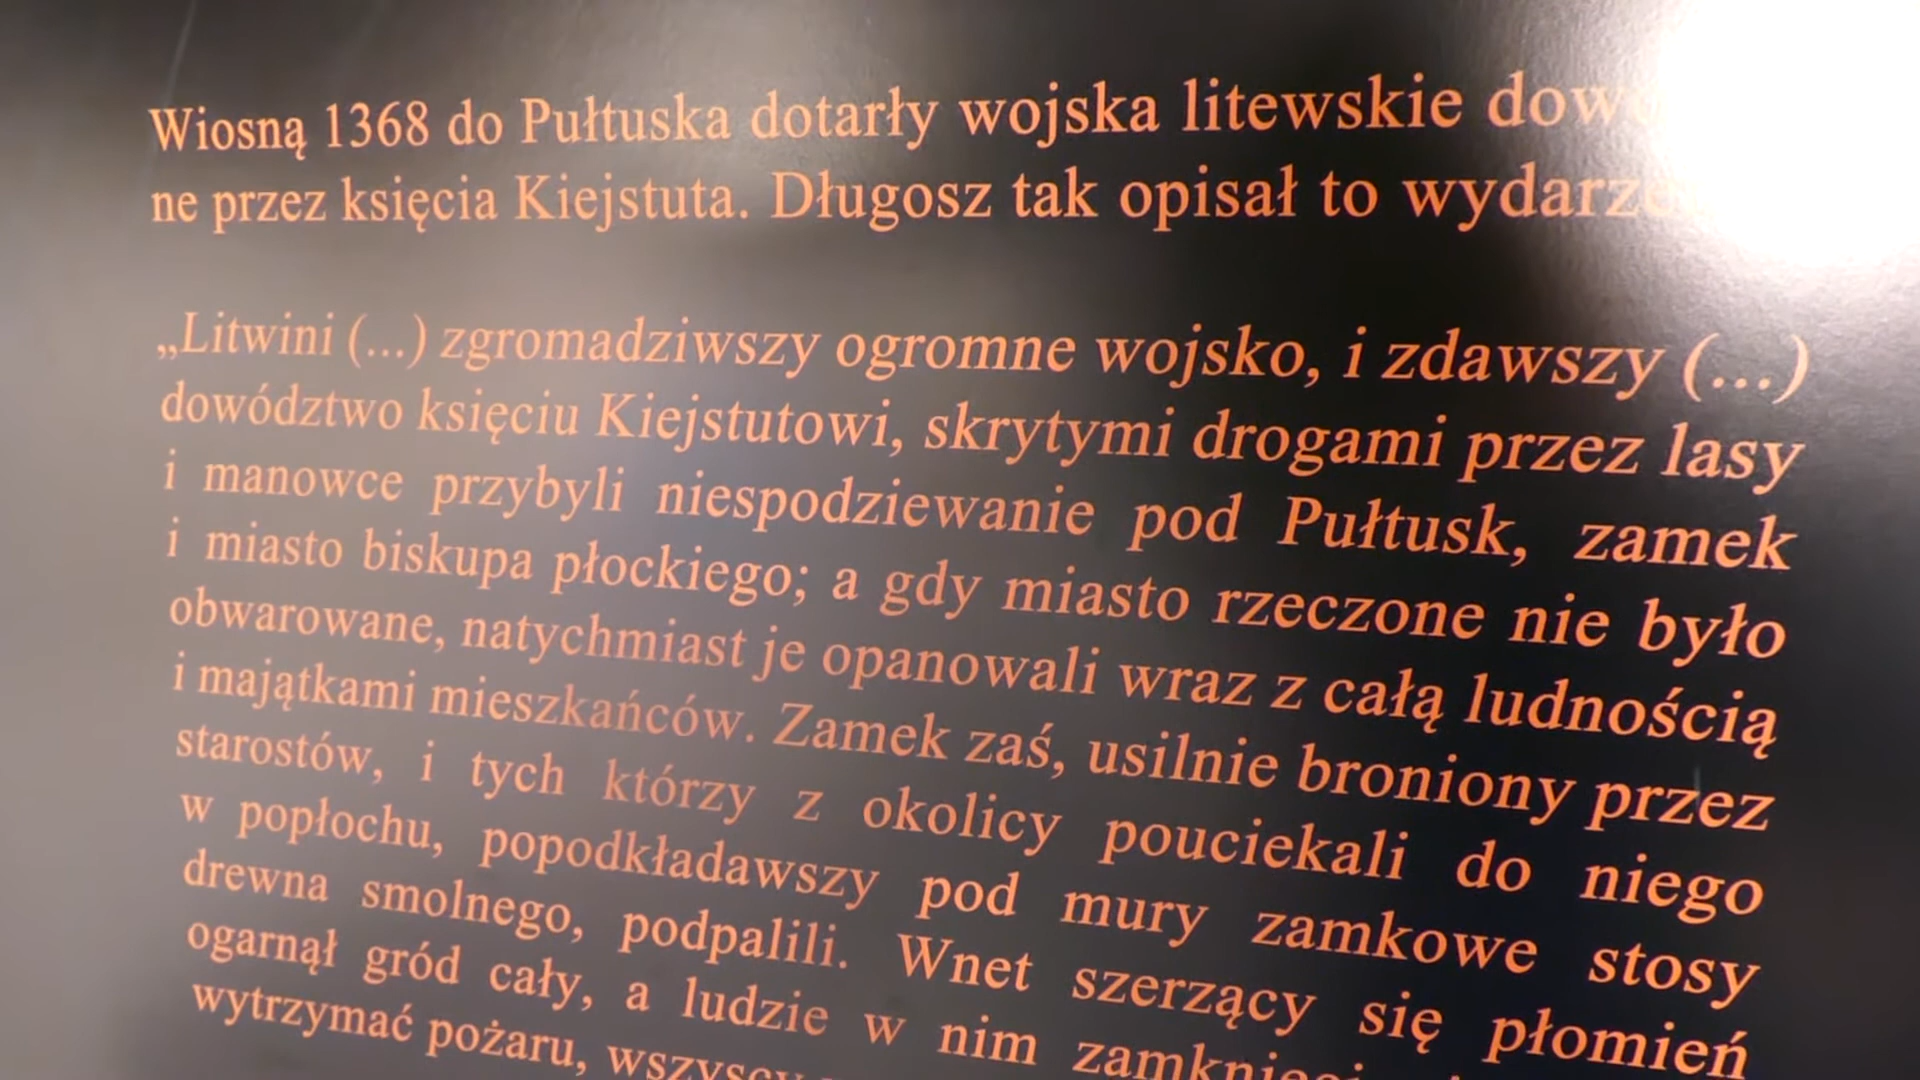 Wiosną 1368 do Pułtuska dotarły wojska litewskie
ne przez księcia Kiejstuta. Długosz tak opisał to
„Litwini (...) zgromadziwszy ogromne wojsko, i zdawszy (...)
dowództwo księciu Kiejstutowi, skrytymi drogami przez lasy
i manowce przybyli niespodziewanie pod Pułtusk, zamek
i miasto biskupa płockiego; a gdy miasto rzeczone nie było
obwarowane, natychmiast je opanowali wraz z całą ludnością
i majątkami mieszkańców. Zamek zaś, usilnie broniony przez
starostów, i tych którzy z okolicy pouciekali do niego
w popłochu, popodkładawszy pod mury zamkowe stosy
drewna smolnego, podpalili. Wnet szerzący się płomień
ogarnął gród cały, a ludzie w nim
wytrzymać pożaru,